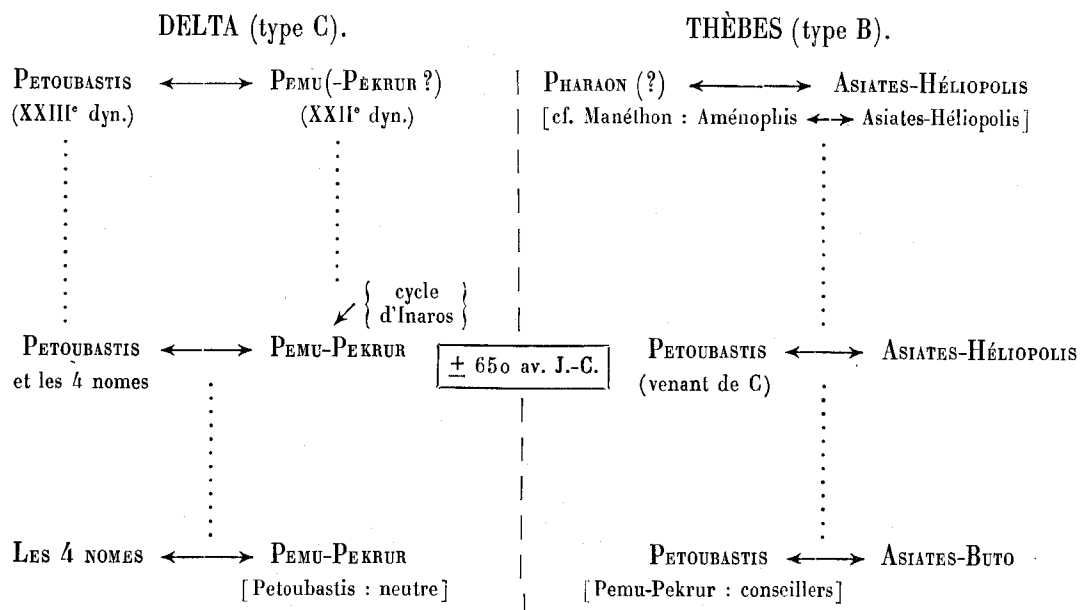 DELTA (type C).
THÈBES (type B).
PETOUBASTIS ⟷ PEMU(-PÈKRUR ?)
(XXIIIᵉ dyn.) (XXIIᵉ dyn.)
PHARAON (?) ⟷ ASIATES-HÉLIOPOLIS
[cf. Manéthon : Aménophis ⟷ Asiates-Héliopolis]
{ cycle d'Inaros }
PETOUBASTIS ⟷ PEMU-PEKRUR
et les 4 nomes
± 650 av. J.-C.
PETOUBASTIS ⟷ ASIATES-HÉLIOPOLIS
(venant de C)
LES 4 NOMES ⟷ PEMU-PEKRUR
[Petoubastis : neutre]
PETOUBASTIS ⟷ ASIATES-BUTO
[Pemu-Pekrur : conseillers]